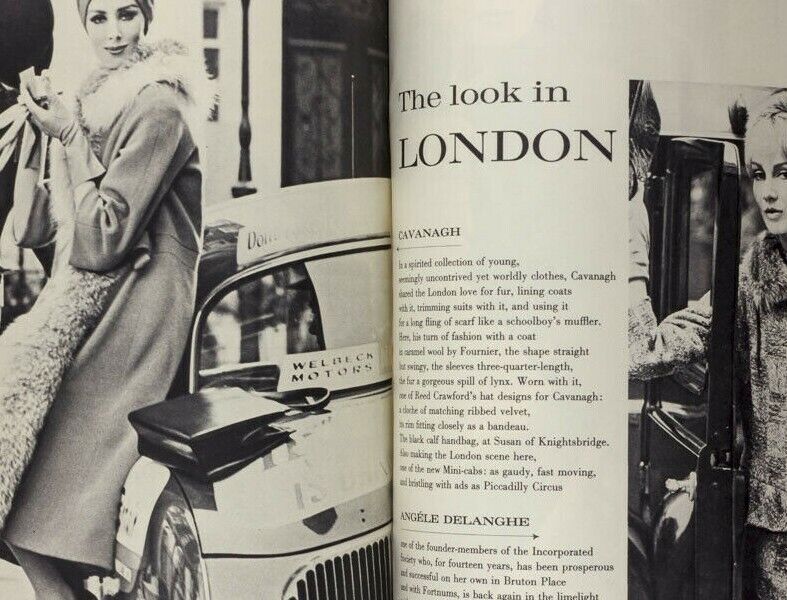 WELBECK
MOTORS
The look in
LONDON
CAVANAGH
In a spirited collection of young,
seemingly uncontrived yet worldly clothes, Cavanagh
shared the London love for fur, lining coats
with it, trimming suits with it, and using it
for a long fling of scarf like a schoolboy's muffler.
Here, his turn of fashion with a coat
in caramel wool by Fournier, the shape straight
but swingy, the sleeves three-quarter-length,
the fur a gorgeous spill of lynx. Worn with it,
one of Reed Crawford's hat designs for Cavanagh:
a cloche of matching ribbed velvet,
its rim fitting closely as a bandeau.
The black calf handbag, at Susan of Knightsbridge.
Also making the London scene here,
one of the new Mini-cabs: as gaudy, fast moving,
and bristling with ads as Piccadilly Circus
ANGÉLE DELANGHE
one of the founder-members of the Incorporated
Society who, for fourteen years, has been prosperous
and successful on her own in Bruton Place
and with Fortnums, is back again in the limelight